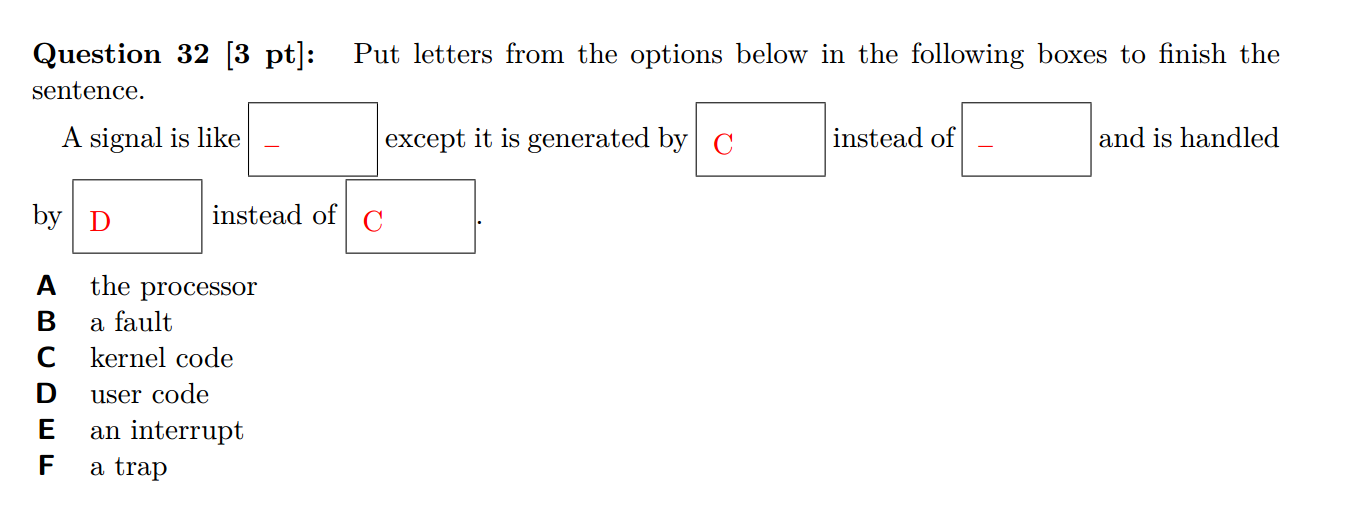 Question 32 [3 pt]: Put letters from the options below in the following boxes to finish the
sentence.
A signal is like _ except it is generated by C instead of _ and is handled
by D instead of C .
A the processor
B a fault
C kernel code
D user code
E an interrupt
F a trap